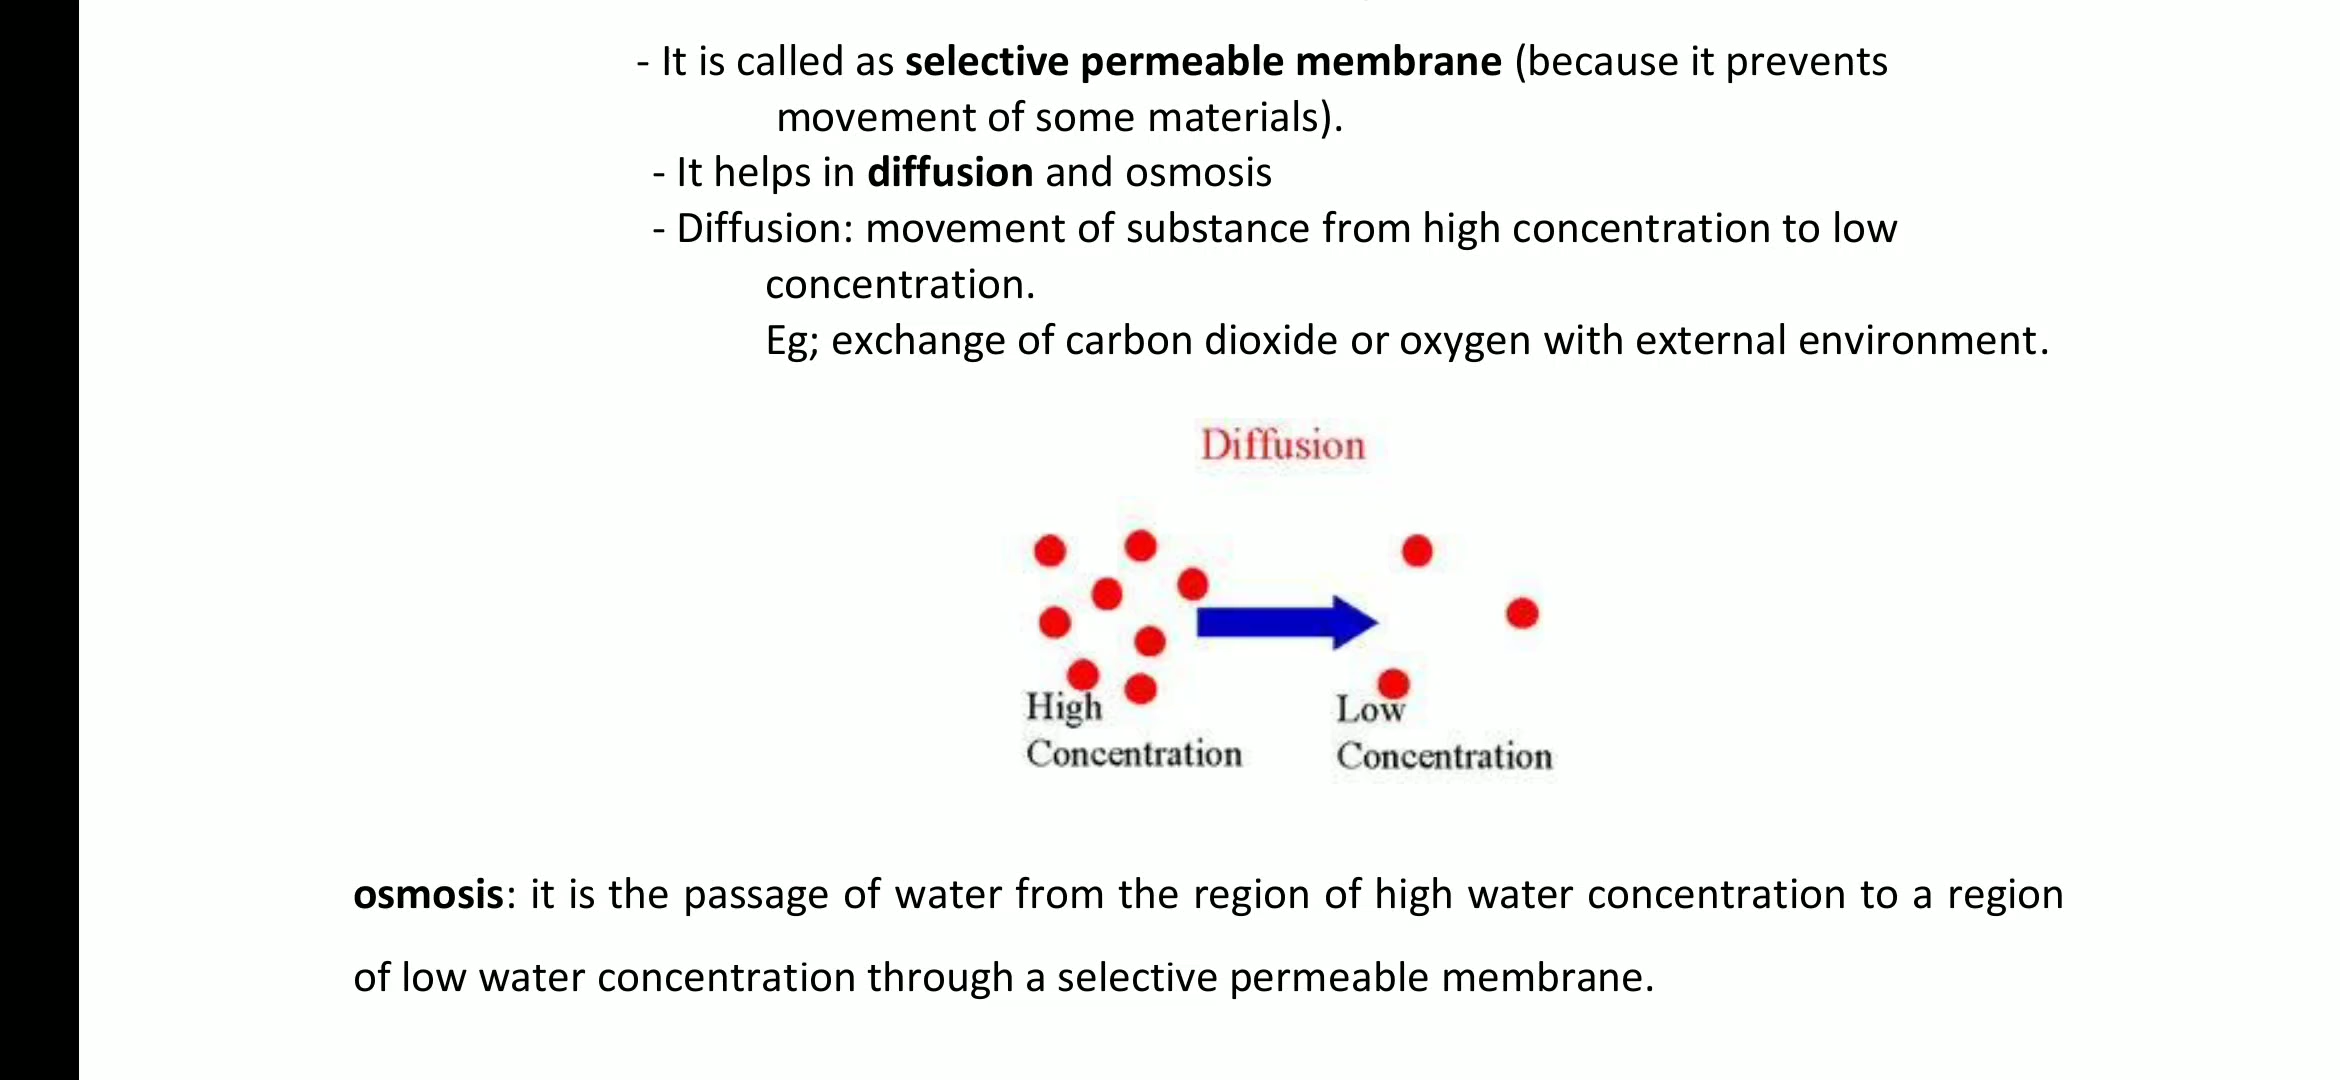 - It is called as selective permeable membrane (because it prevents
movement of some materials).
- It helps in diffusion and osmosis
- Diffusion: movement of substance from high concentration to low
concentration.
Eg; exchange of carbon dioxide or oxygen with external environment.
Diffusion
High
Concentration
Low
Concentration
osmosis: it is the passage of water from the region of high water concentration to a region
of low water concentration through a selective permeable membrane.